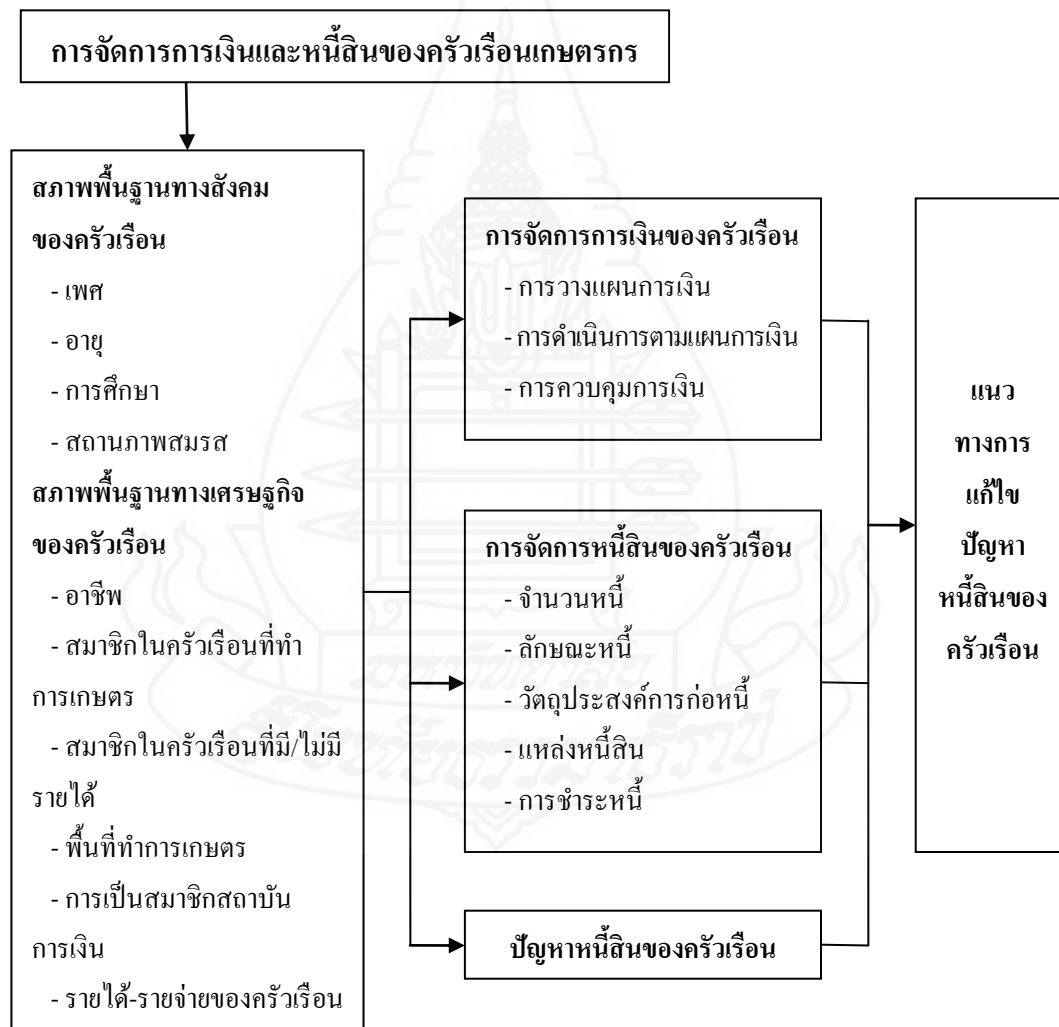 การจัดการการเงินและหนี้สินของครัวเรือนเกษตรกร
สภาพพื้นฐานทางสังคม
ของครัวเรือน
- เพศ
- อายุ
- การศึกษา
- สถานภาพสมรส
สภาพพื้นฐานทางเศรษฐกิจ
ของครัวเรือน
- อาชีพ
- สมาชิกในครัวเรือนที่ทำ
การเกษตร
- สมาชิกในครัวเรือนที่มี/ไม่มี
รายได้
- พื้นที่ทำการเกษตร
- การเป็นสมาชิกสถาบัน
การเงิน
- รายได้-รายจ่ายของครัวเรือน
การจัดการการเงินของครัวเรือน
- การวางแผนการเงิน
- การดำเนินการตามแผนการเงิน
- การควบคุมการเงิน
การจัดการหนี้สินของครัวเรือน
- จำนวนหนี้
- ลักษณะหนี้
- วัตถุประสงค์การก่อหนี้
- แหล่งหนี้สิน
- การชำระหนี้
ปัญหาหนี้สินของครัวเรือน
แนว
ทางการ
แก้ไข
ปัญหา
หนี้สินของ
ครัวเรือน